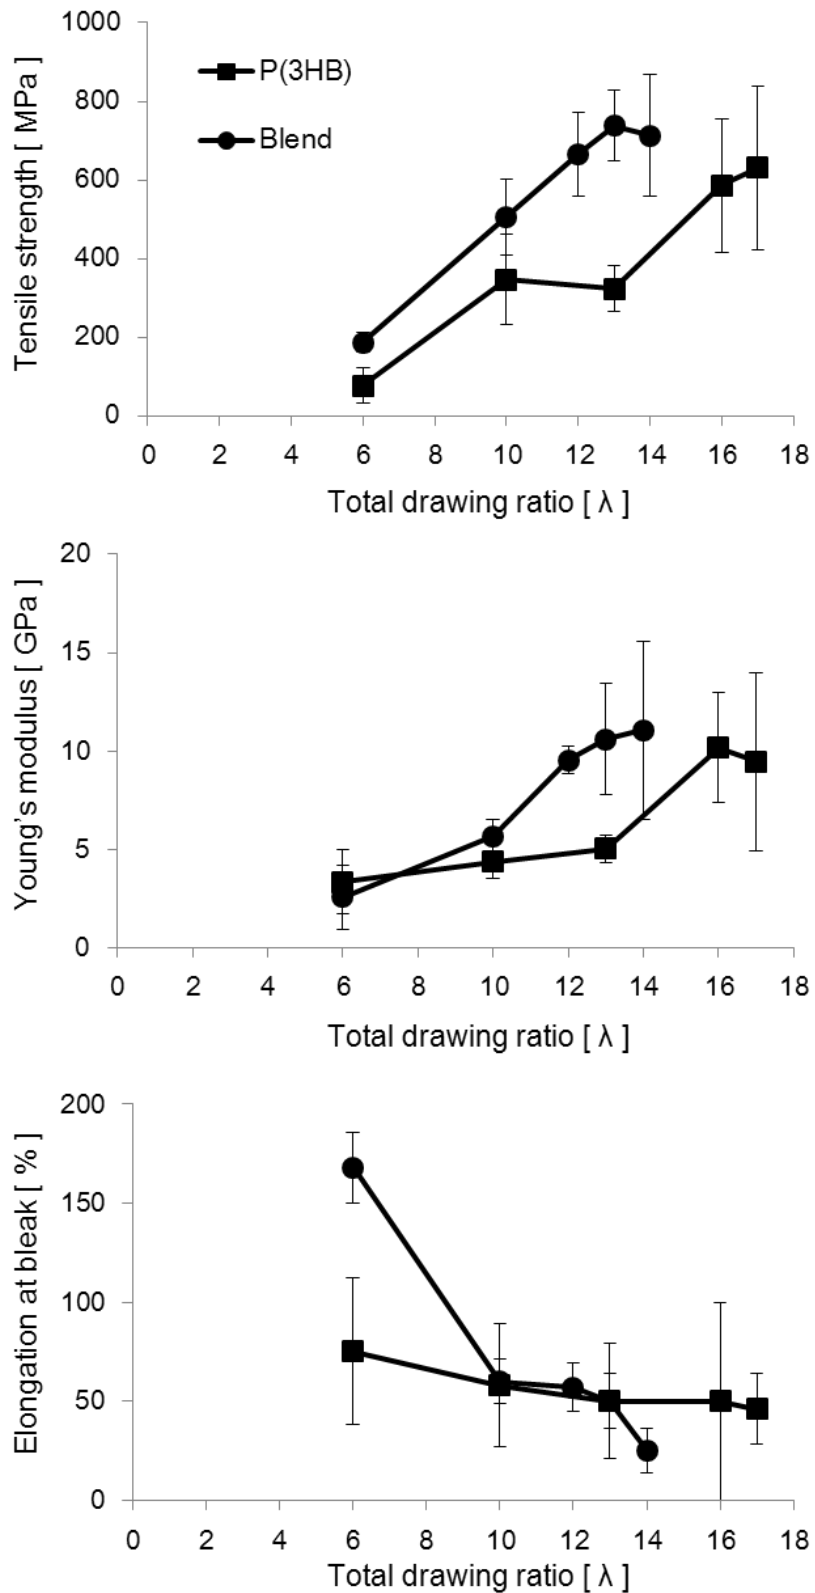 1000
800
600
400
200
0
Tensile strength [ MPa ]
P(3HB)
Blend
0 2 4 6 8 10 12 14 16 18
Total drawing ratio [ λ ]
20
15
10
5
0
Young's modulus [ GPa ]
0 2 4 6 8 10 12 14 16 18
Total drawing ratio [ λ ]
200
150
100
50
0
Elongation at bleak [ % ]
0 2 4 6 8 10 12 14 16 18
Total drawing ratio [ λ ]